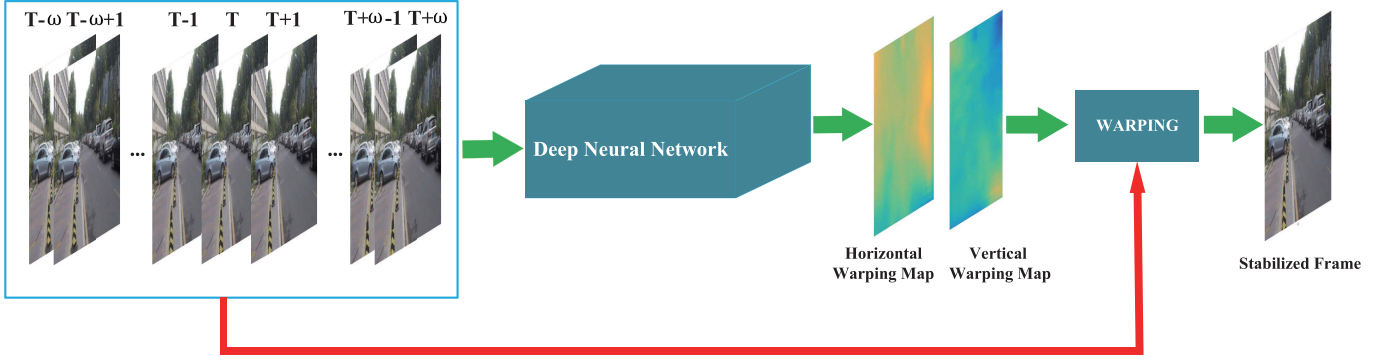 T-ω T-ω+1 T-1 T T+1 T+ω-1 T+ω
... ...
Deep Neural Network
WARPING
Horizontal
Warping Map
Vertical
Warping Map
Stabilized Frame